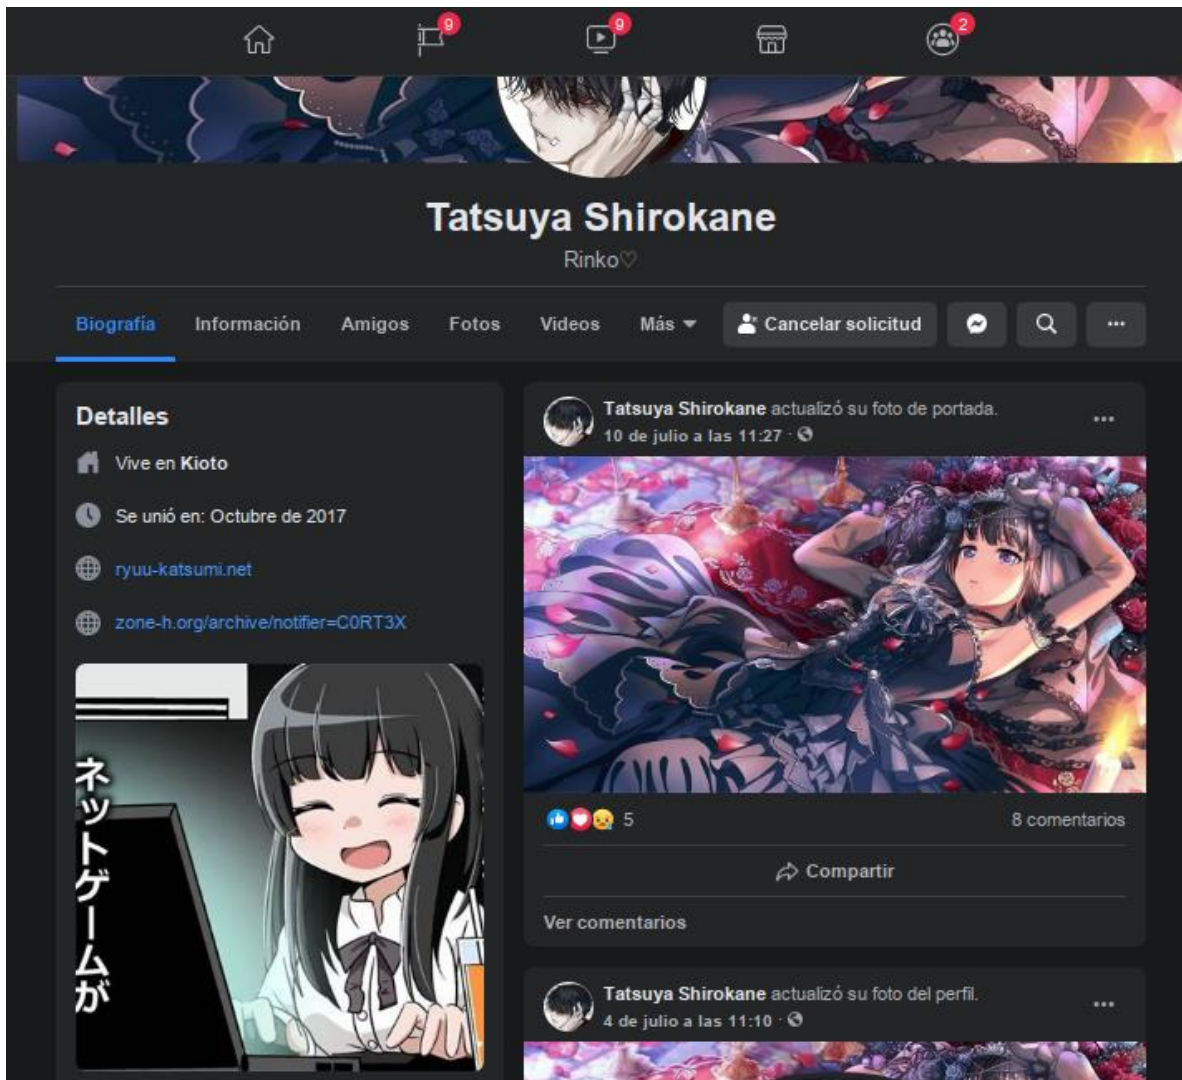 9
9
2
Tatsuya Shirokane
Rinko♡
Biografía
Información
Amigos
Fotos
Videos
Más
Cancelar solicitud
Detalles
Vive en Kioto
Se unió en: Octubre de 2017
ryuu-katsumi.net
zone-h.org/archive/notifier=C0RT3X
ネットゲームが
Tatsuya Shirokane actualizó su foto de portada.
10 de julio a las 11:27 ·
5
8 comentarios
Compartir
Ver comentarios
Tatsuya Shirokane actualizó su foto del perfil.
4 de julio a las 11:10 ·